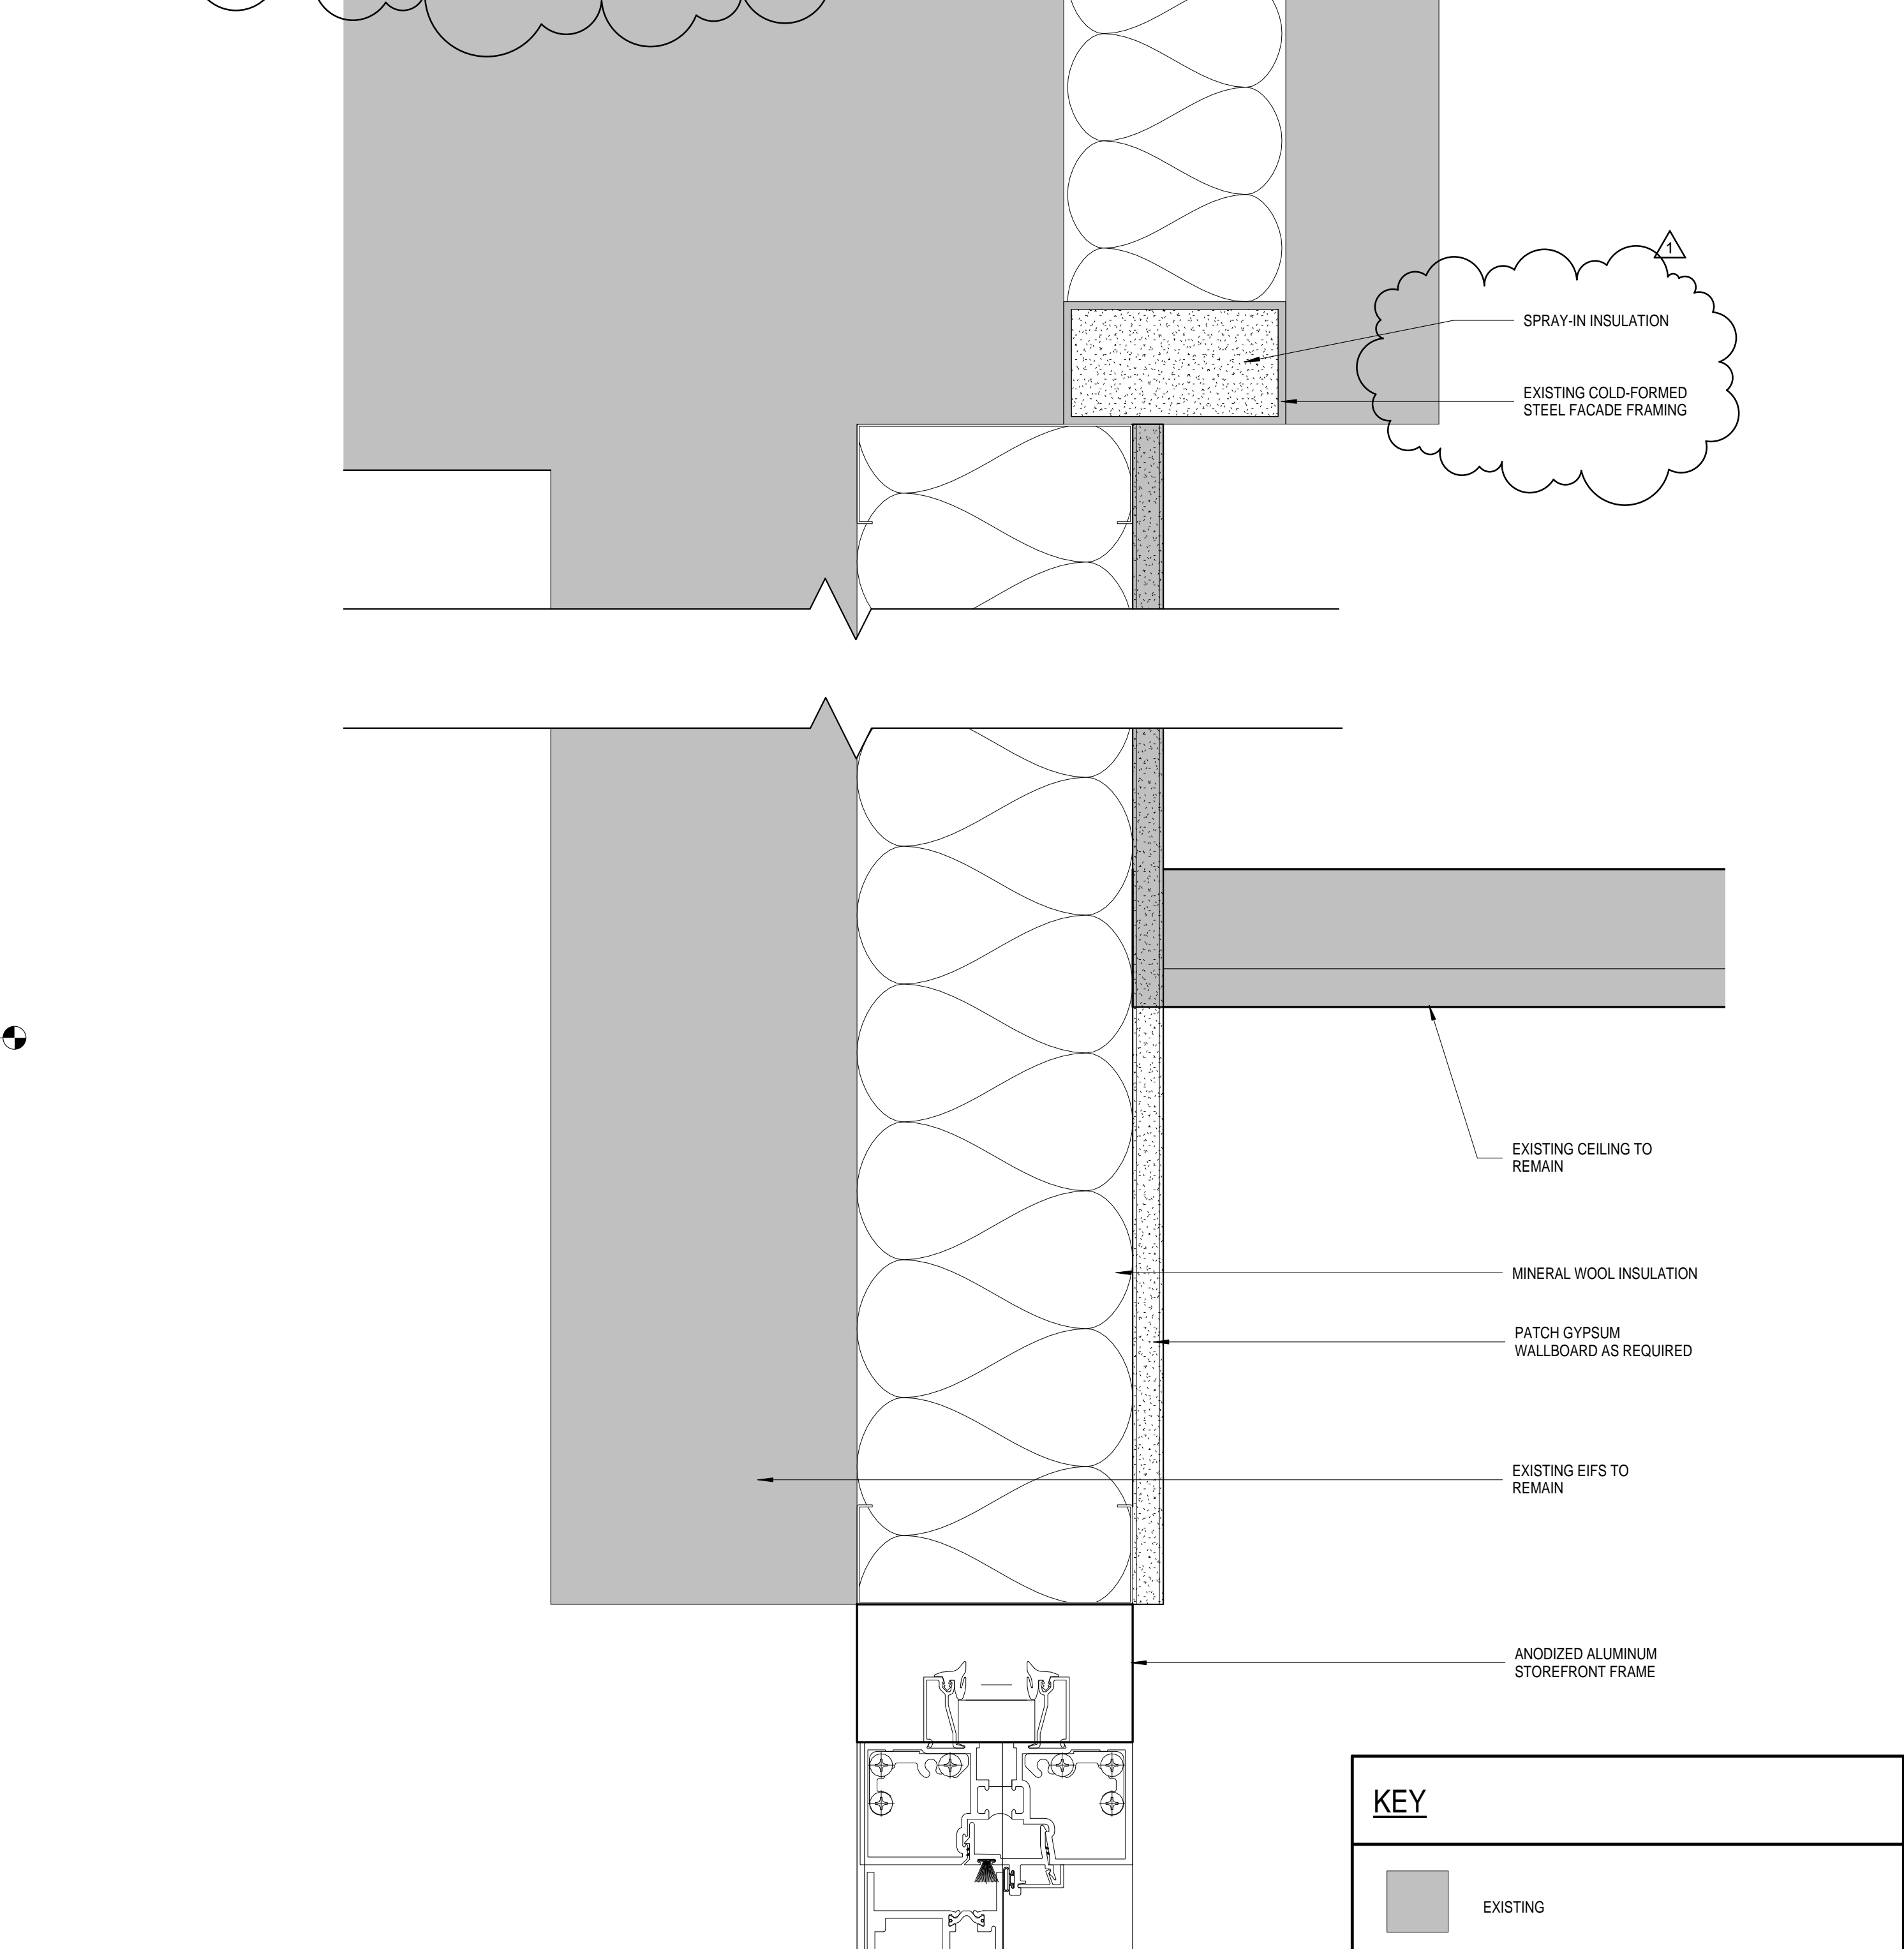 1
SPRAY-IN INSULATION
EXISTING COLD-FORMED
STEEL FACADE FRAMING
EXISTING CEILING TO
REMAIN
MINERAL WOOL INSULATION
PATCH GYPSUM
WALLBOARD AS REQUIRED
EXISTING EIFS TO
REMAIN
ANODIZED ALUMINUM
STOREFRONT FRAME
KEY
EXISTING